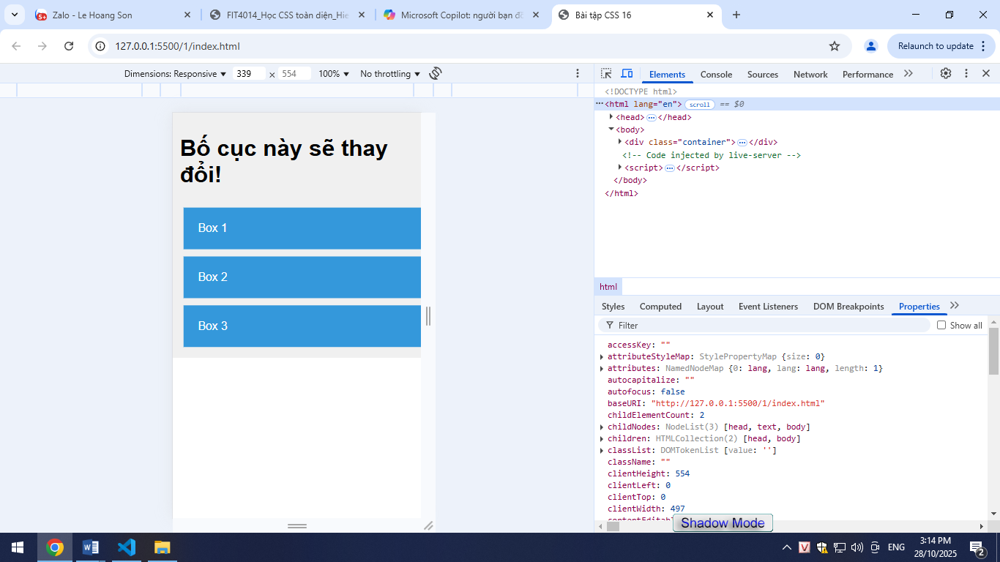 Zalo - Le Hoang Son
FIT4014_Học CSS toàn diện_Hie
Microsoft Copilot: người bạn đồ
Bài tập CSS 16
127.0.0.1:5500/1/index.html
Relaunch to update
Dimensions: Responsive 339 × 554 100% No throttling
Elements Console Sources Network Performance
<!DOCTYPE html>
<html lang="en"> scroll == $0
<head> … </head>
<body>
<div class="container"> … </div>
<!-- Code injected by live-server -->
<script> … </script>
</body>
</html>
Bố cục này sẽ thay
đổi!
Box 1
Box 2
Box 3
html
Styles Computed Layout Event Listeners DOM Breakpoints Properties
Filter Show all
accessKey: ""
attributeStyleMap: StylePropertyMap {size: 0}
attributes: NamedNodeMap {0: lang, lang: lang, length: 1}
autocapitalize: ""
autofocus: false
baseURI: "http://127.0.0.1:5500/1/index.html"
childElementCount: 2
childNodes: NodeList(3) [head, text, body]
children: HTMLCollection(2) [head, body]
classList: DOMTokenList [value: '']
className: ""
clientHeight: 554
clientLeft: 0
clientTop: 0
clientWidth: 497
Shadow Mode
ENG
3:14 PM
28/10/2025
2